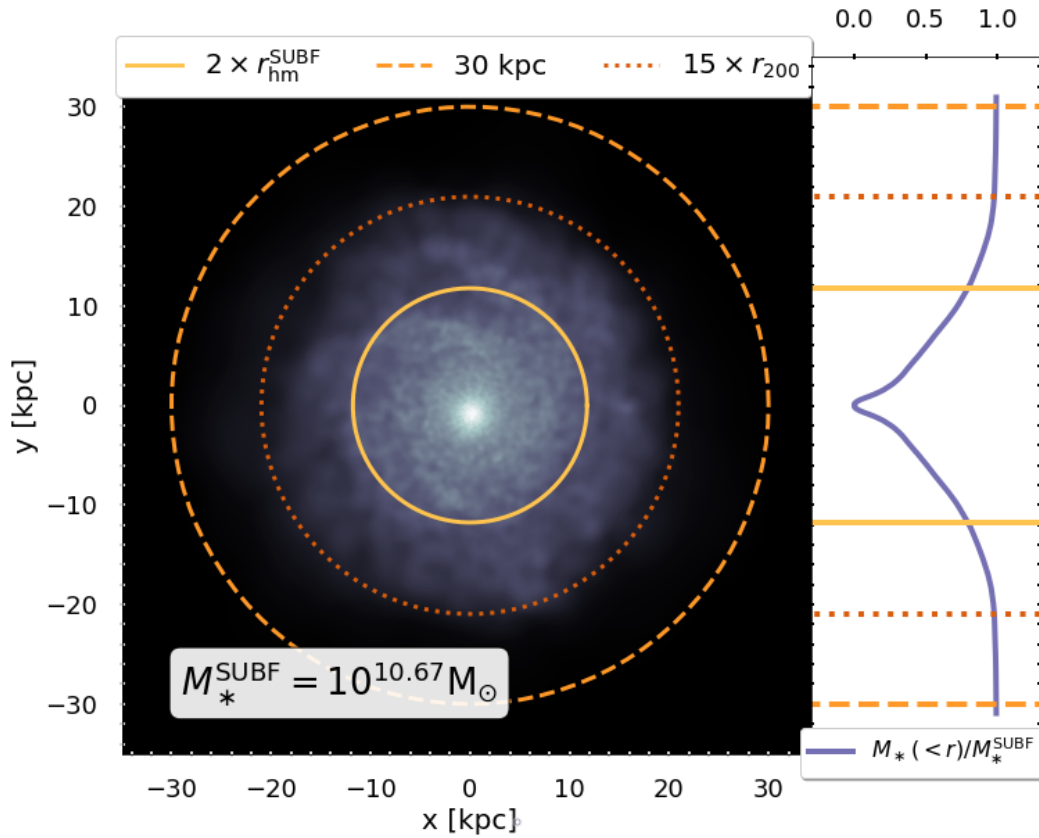 0.0 0.5 1.0
2 × r_hm^SUBF 30 kpc 15 × r_200
30
20
10
0
−10
−20
−30
y [kpc]
M_*^SUBF = 10^10.67 M_⊙
M_*(<r)/M_*^SUBF
−30 −20 −10 0 10 20 30
x [kpc]